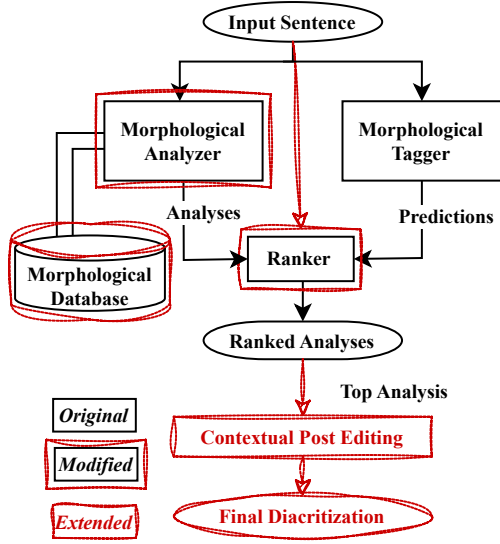 Input Sentence
Morphological
Analyzer
Morphological
Tagger
Analyses
Predictions
Morphological
Database
Ranker
Ranked Analyses
Top Analysis
Original
Contextual Post Editing
Modified
Extended
Final Diacritization